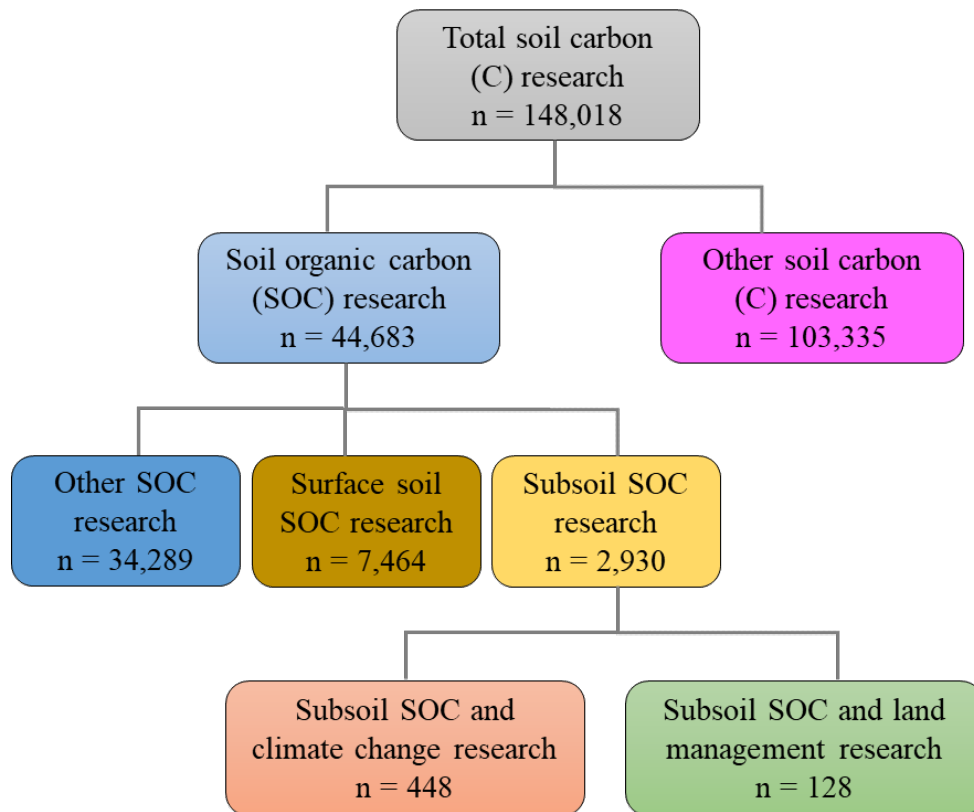 Total soil carbon
(C) research
n = 148,018
Soil organic carbon
(SOC) research
n = 44,683
Other soil carbon
(C) research
n = 103,335
Other SOC
research
n = 34,289
Surface soil
SOC research
n = 7,464
Subsoil SOC
research
n = 2,930
Subsoil SOC and
climate change research
n = 448
Subsoil SOC and land
management research
n = 128